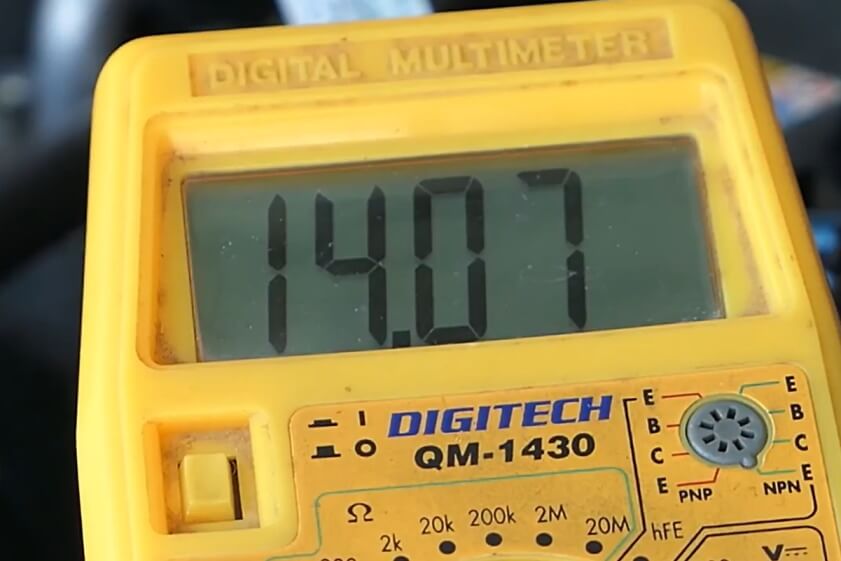 DIGITAL MULTIMETER
14.07
DIGITECH
QM-1430
E E
B B
C C
E E
PNP NPN
Ω
2k 20k 200k 2M 20M hFE
V